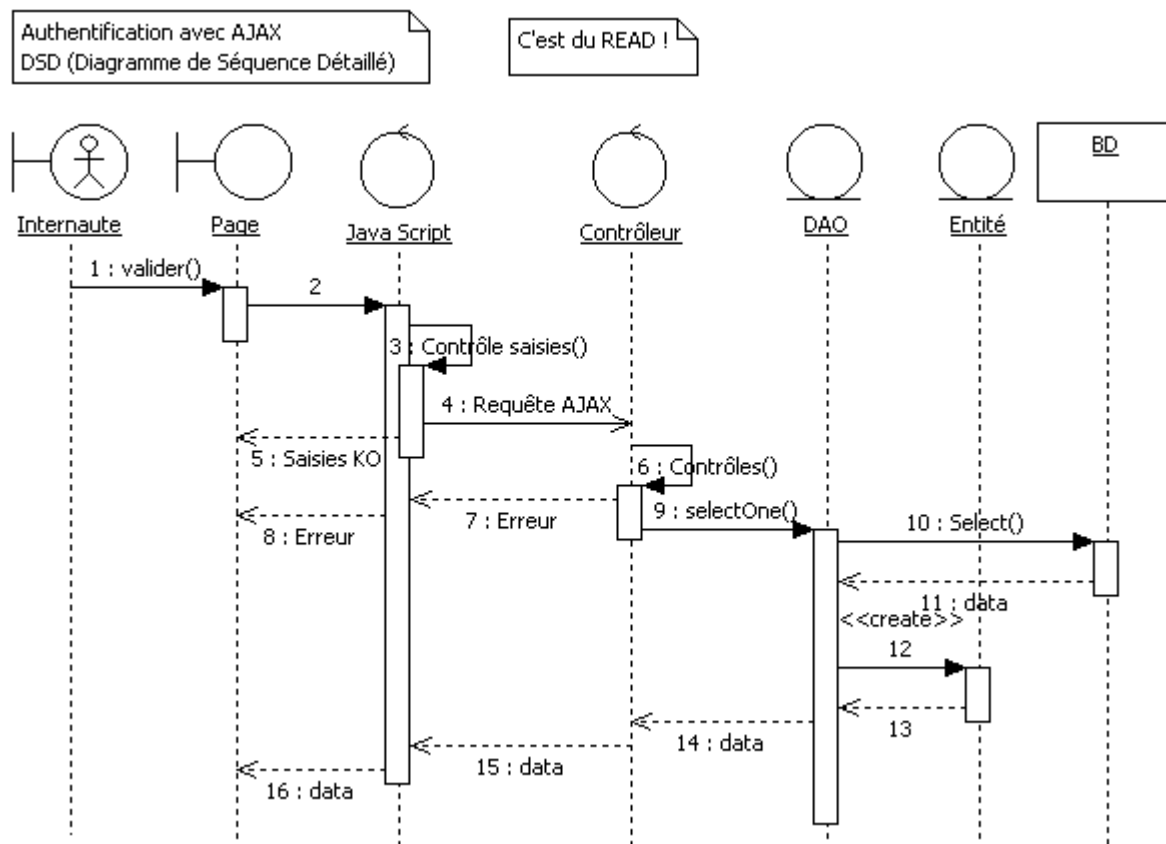 Authentification avec AJAX
DSD (Diagramme de Séquence Détaillé)
C'est du READ !
BD
Internaute
Page
Java Script
Contrôleur
DAO
Entité
1 : valider()
2
3 : Contrôle saisies()
4 : Requête AJAX
5 : Saisies KO
6 : Contrôles()
7 : Erreur
8 : Erreur
9 : selectOne()
10 : Select()
11 : data
<<create>>
12
13
14 : data
15 : data
16 : data